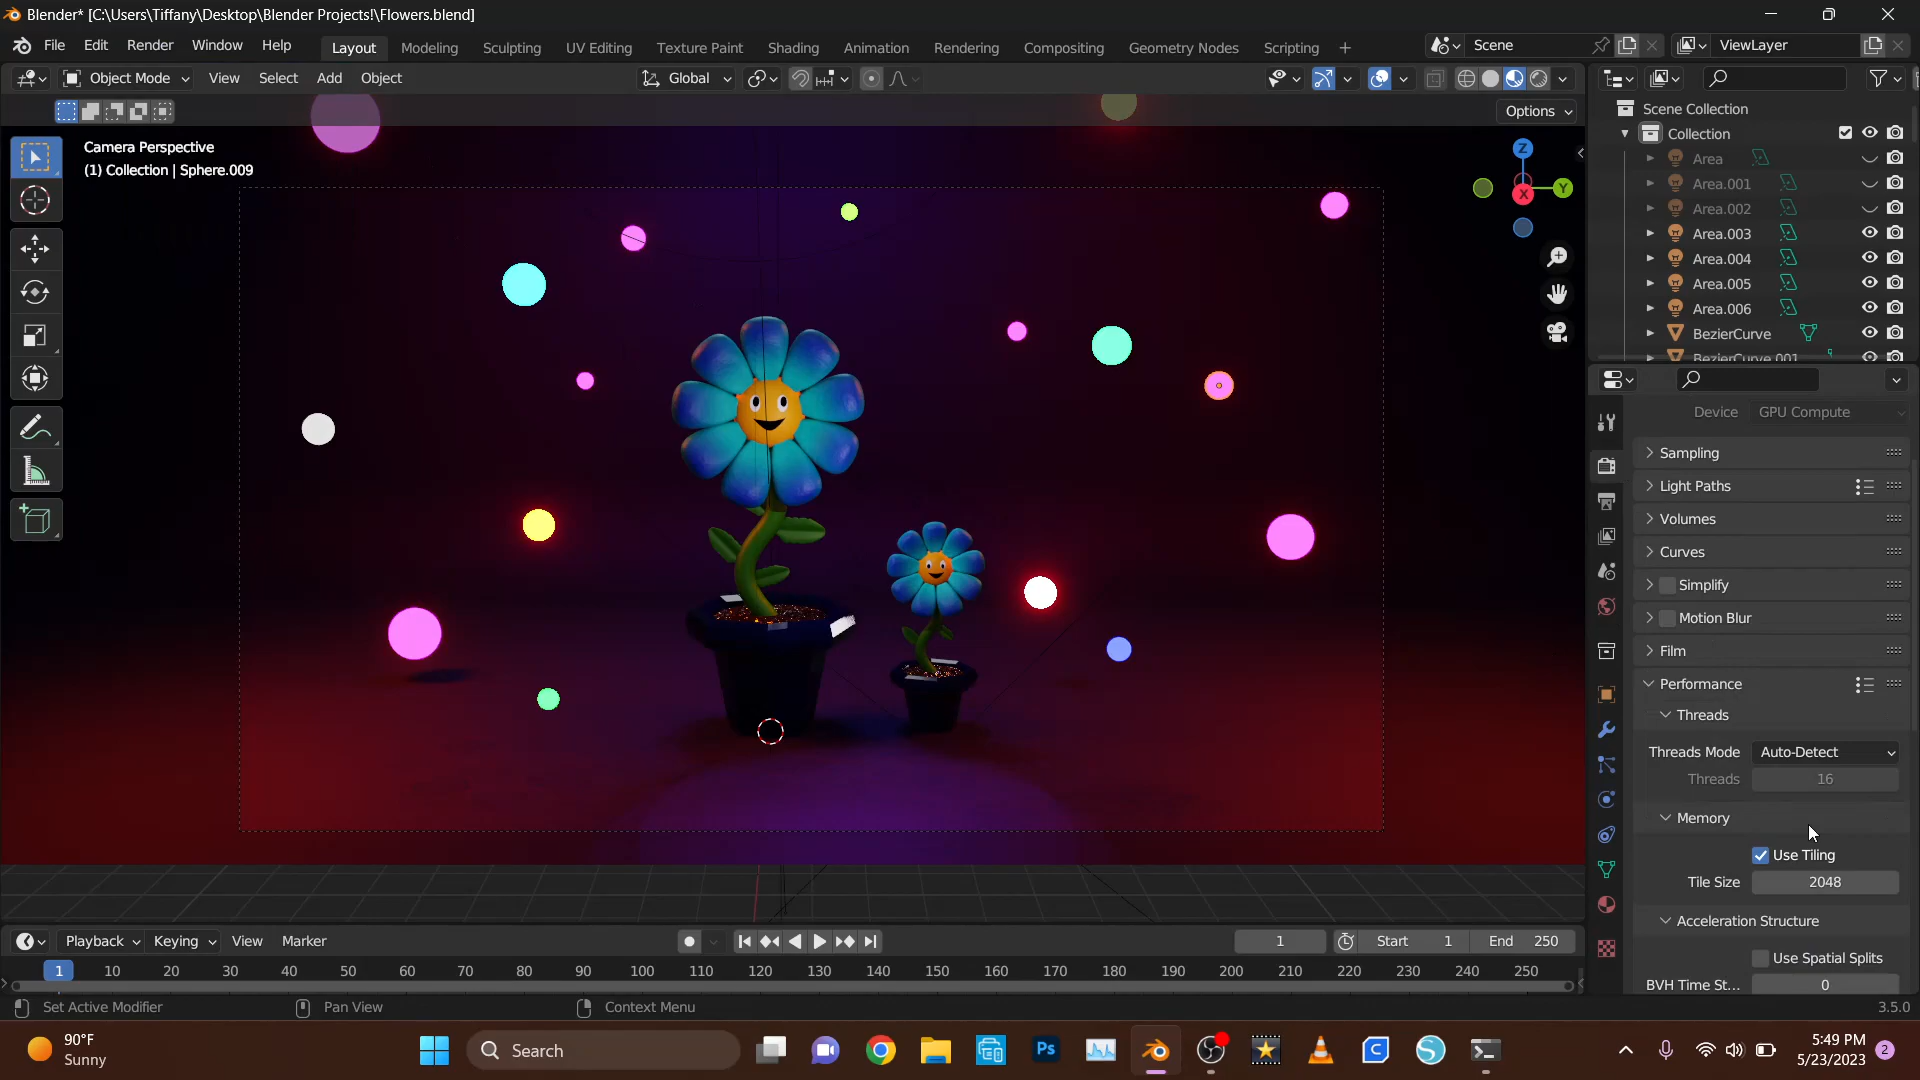 Blender* [C:\Users\Tiffany\Desktop\Blender Projects!\Flowers.blend]
File Edit Render Window Help Layout Modeling Sculpting UV Editing Texture Paint Shading Animation Rendering Compositing Geometry Nodes Scripting + Scene ViewLayer
Object Mode View Select Add Object Global
Options
Camera Perspective
(1) Collection | Sphere.009
Z
Y
X
Scene Collection
Collection
Area
Area.001
Area.002
Area.003
Area.004
Area.005
Area.006
BezierCurve
BezierCurve.001
Device GPU Compute
Sampling
Light Paths
Volumes
Curves
Simplify
Motion Blur
Film
Performance
Threads
Threads Mode Auto-Detect
Threads 16
Memory
Use Tiling
Tile Size 2048
Acceleration Structure
Use Spatial Splits
BVH Time St... 0
Playback Keying View Marker 1 Start 1 End 250
1 10 20 30 40 50 60 70 80 90 100 110 120 130 140 150 160 170 180 190 200 210 220 230 240 250
Set Active Modifier Pan View Context Menu 3.5.0
90°F
Sunny
Search
Ps
5:49 PM
5/23/2023
2